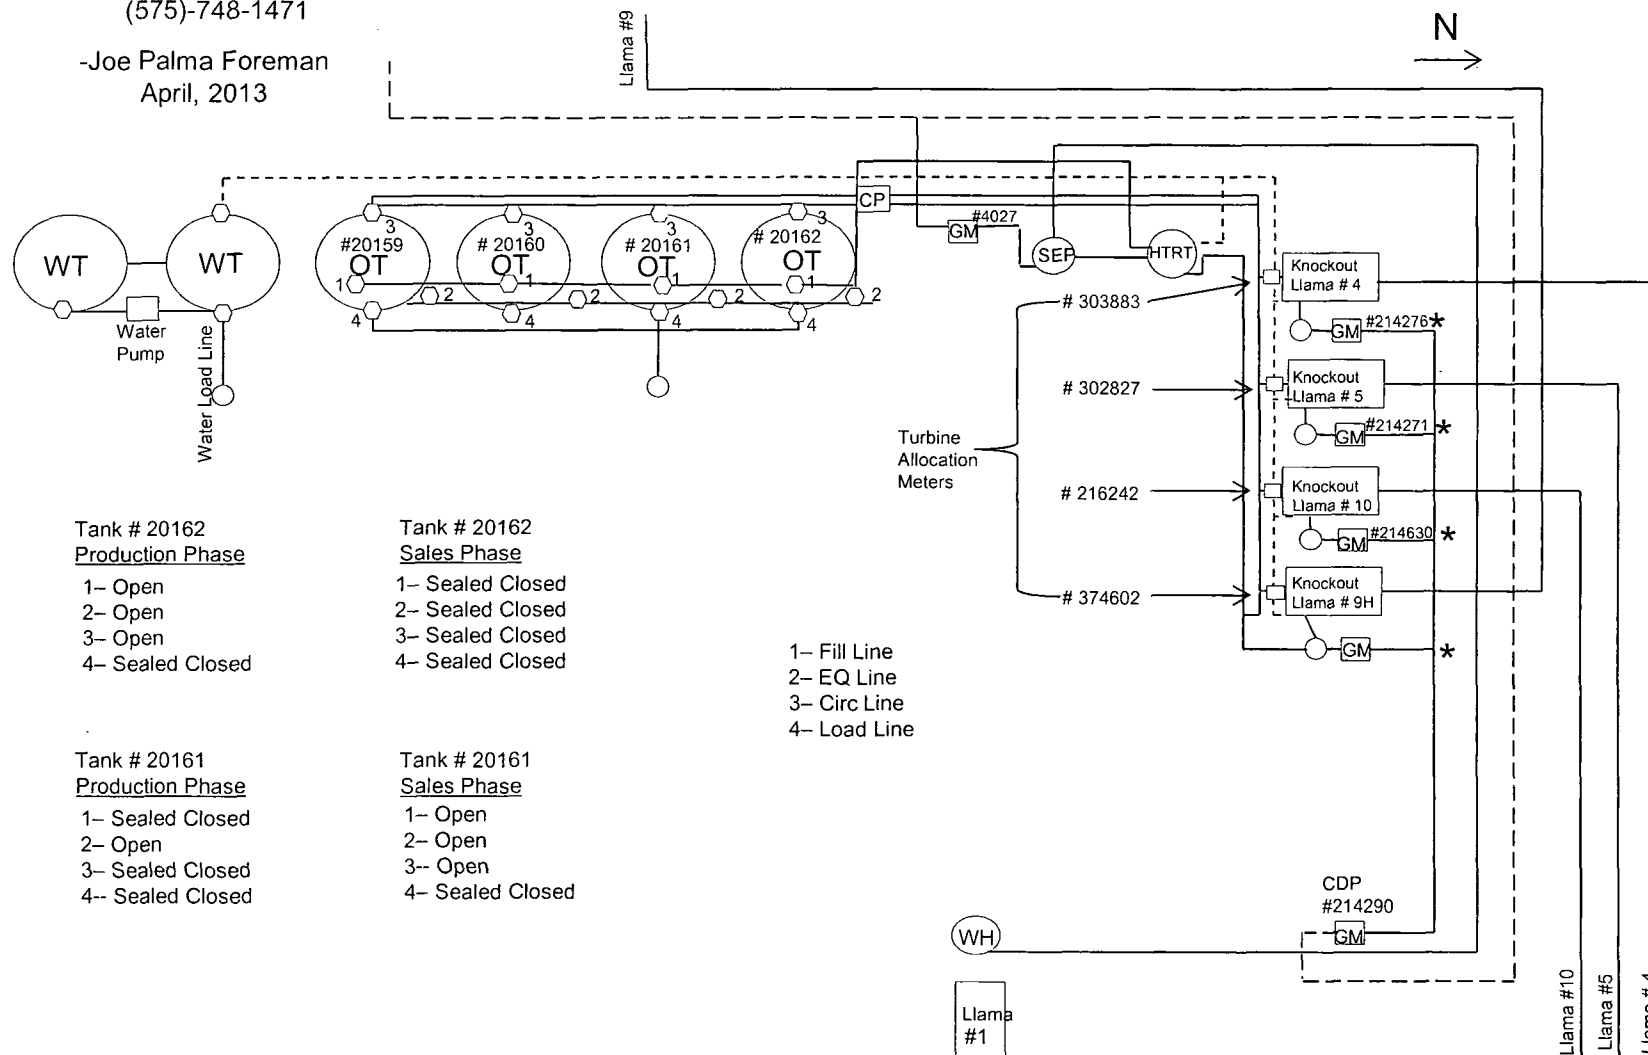 (575)-748-1471
-Joe Palma Foreman
April, 2013
Llama #9
N
WT
WT
Water
Pump
Water Load Line
#20159
OT
# 20160
OT
# 20161
OT
# 20162
OT
3
3
3
3
1
1
1
1
2
2
2
2
4
4
4
4
CP
#4027
GM
SEP
HTRT
Knockout
Llama # 4
GM
#214276*
Knockout
Llama # 5
GM
#214271 *
Knockout
Llama # 10
GM
#214630 *
Knockout
Llama # 9H
GM
*
# 303883
# 302827
# 216242
# 374602
Turbine
Allocation
Meters
Tank # 20162
Production Phase
1– Open
2– Open
3– Open
4– Sealed Closed
Tank # 20162
Sales Phase
1– Sealed Closed
2– Sealed Closed
3– Sealed Closed
4– Sealed Closed
1– Fill Line
2– EQ Line
3– Circ Line
4– Load Line
Tank # 20161
Production Phase
1– Sealed Closed
2– Open
3– Sealed Closed
4-- Sealed Closed
Tank # 20161
Sales Phase
1– Open
2– Open
3-- Open
4– Sealed Closed
CDP
#214290
GM
WH
Llama
#1
Llama #10
Llama #5
Llama # 4